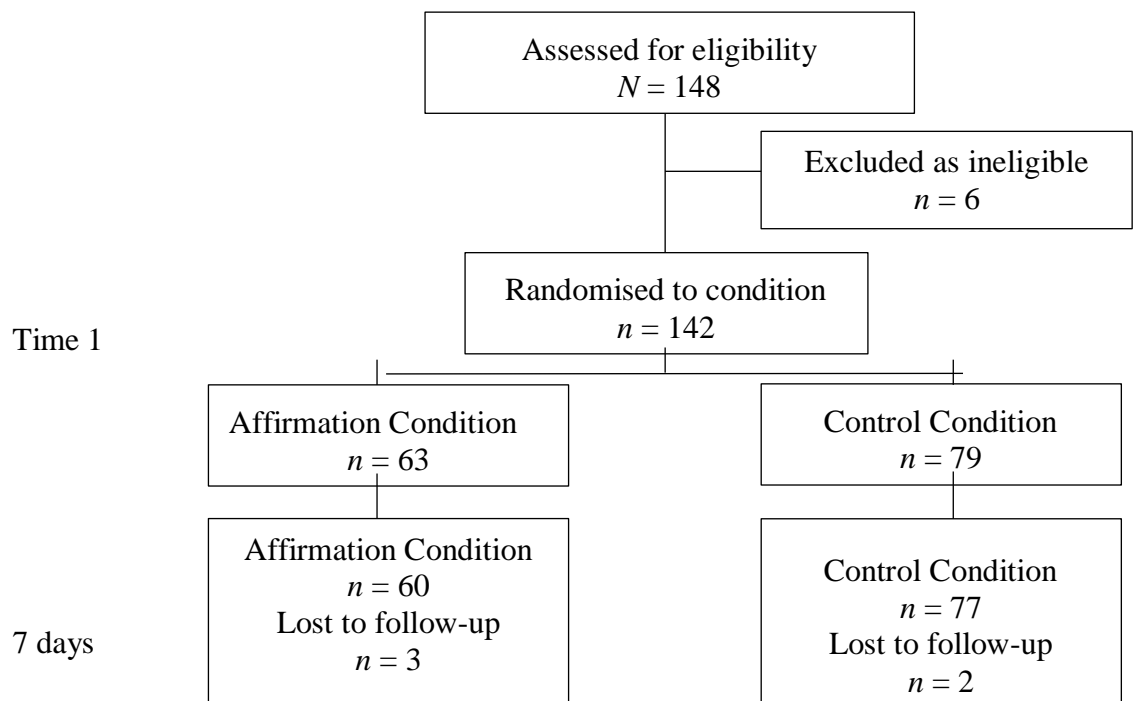 Assessed for eligibility
N = 148
Excluded as ineligible
n = 6
Randomised to condition
n = 142
Time 1
Affirmation Condition
n = 63
Control Condition
n = 79
Affirmation Condition
n = 60
Lost to follow-up
n = 3
Control Condition
n = 77
Lost to follow-up
n = 2
7 days